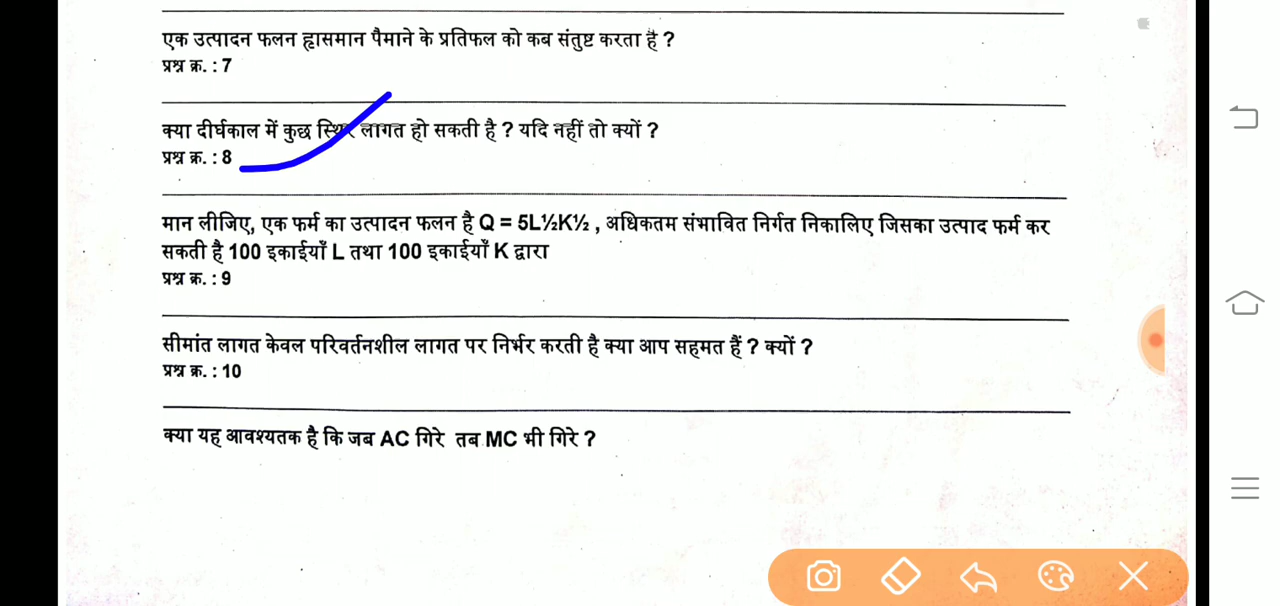 एक उत्पादन फलन ह्रासमान पैमाने के प्रतिफल को कब संतुष्ट करता है ?
प्रश्न क्र. : 7
क्या दीर्घकाल में कुछ स्थिर लागत हो सकती है ? यदि नहीं तो क्यों ?
प्रश्न क्र. : 8
मान लीजिए, एक फर्म का उत्पादन फलन है Q = 5L½K½ , अधिकतम संभावित निर्गत निकालिए जिसका उत्पाद फर्म कर
सकती है 100 इकाईयाँ L तथा 100 इकाईयाँ K द्वारा
प्रश्न क्र. : 9
सीमांत लागत केवल परिवर्तनशील लागत पर निर्भर करती है क्या आप सहमत हैं ? क्यों ?
प्रश्न क्र. : 10
क्या यह आवश्यतक है कि जब AC गिरे तब MC भी गिरे ?